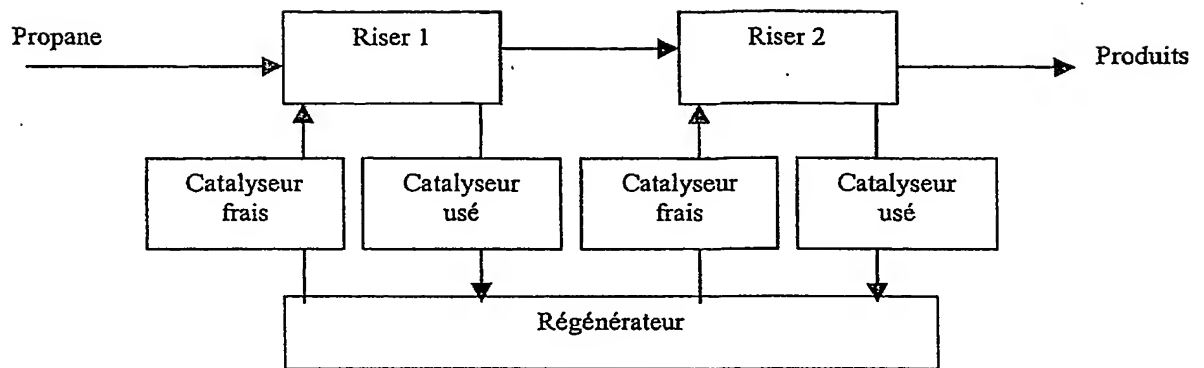 Propane
Riser 1
Riser 2
Produits
Catalyseur
frais
Catalyseur
usé
Catalyseur
frais
Catalyseur
usé
Régénérateur